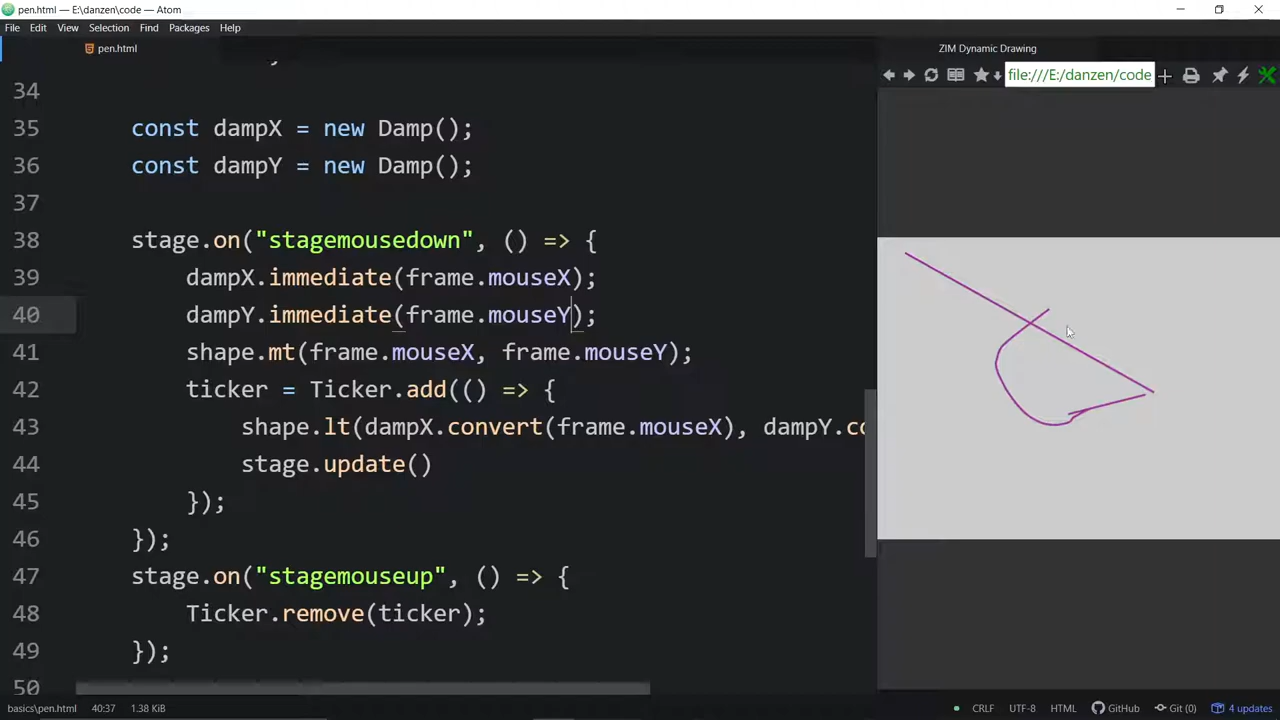 pen.html — E:\danzen\code — Atom
File Edit View Selection Find Packages Help
pen.html
ZIM Dynamic Drawing
file:///E:/danzen/code
34
35 const dampX = new Damp();
36 const dampY = new Damp();
37
38 stage.on("stagemousedown", () => {
39 dampX.immediate(frame.mouseX);
40 dampY.immediate(frame.mouseY);
41 shape.mt(frame.mouseX, frame.mouseY);
42 ticker = Ticker.add(() => {
43 shape.lt(dampX.convert(frame.mouseX), dampY.co
44 stage.update()
45 });
46 });
47 stage.on("stagemouseup", () => {
48 Ticker.remove(ticker);
49 });
50
basics\pen.html 40:37 1.38 KiB CRLF UTF-8 HTML GitHub Git (0) 4 updates